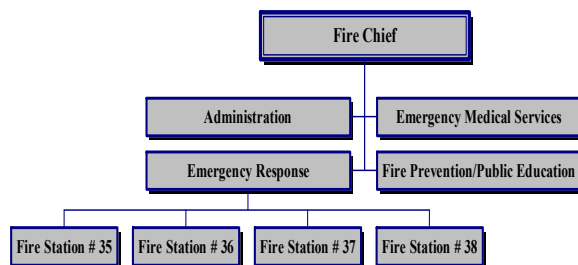 Fire Chief
Administration
Emergency Medical Services
Emergency Response
Fire Prevention/Public Education
Fire Station # 35
Fire Station # 36
Fire Station # 37
Fire Station # 38